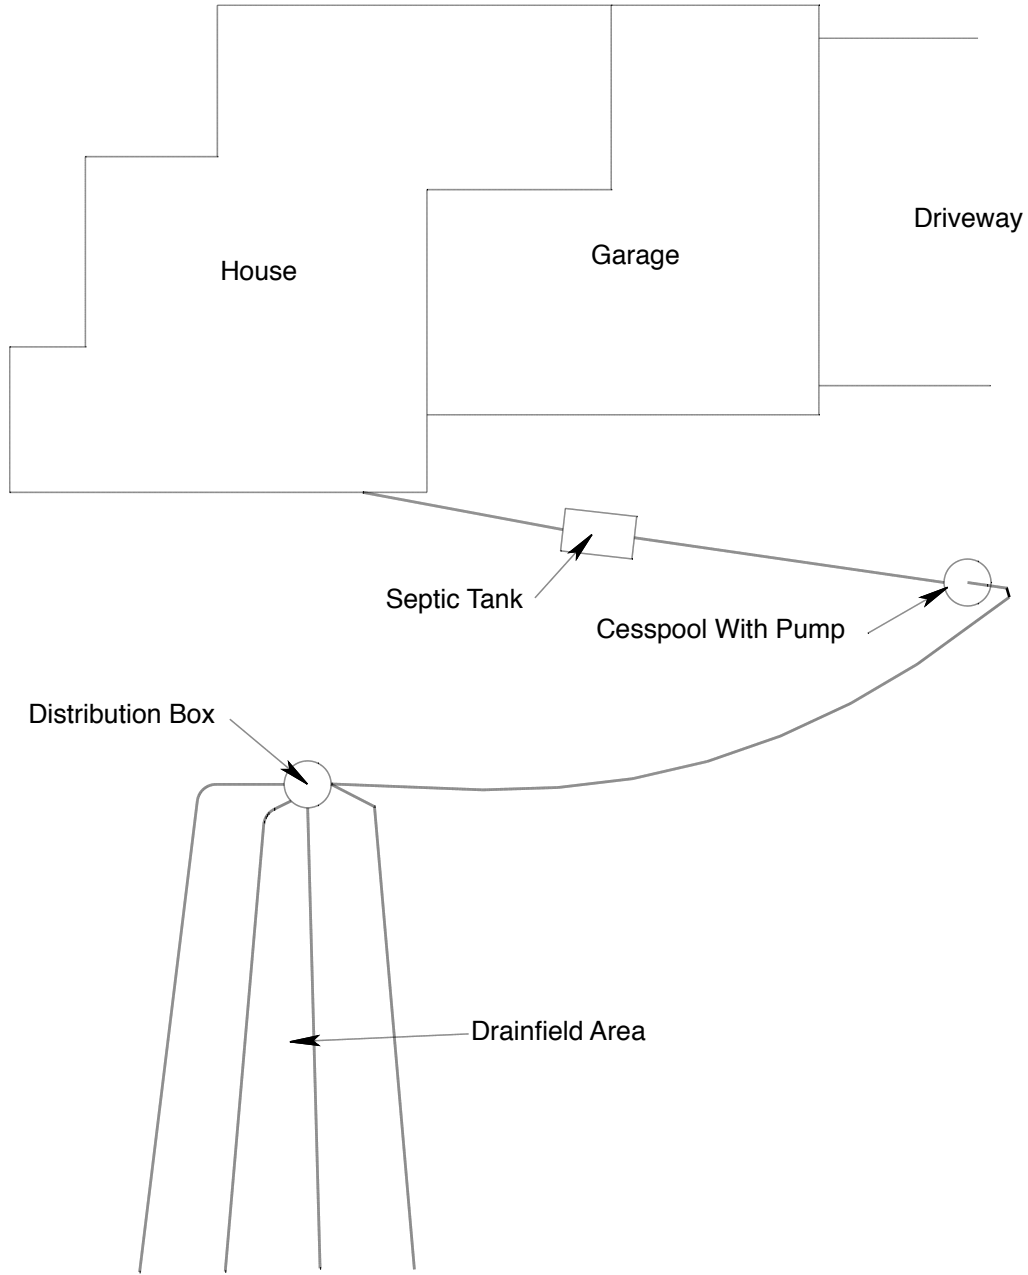 Driveway
Garage
House
Septic Tank
Cesspool With Pump
Distribution Box
Drainfield Area